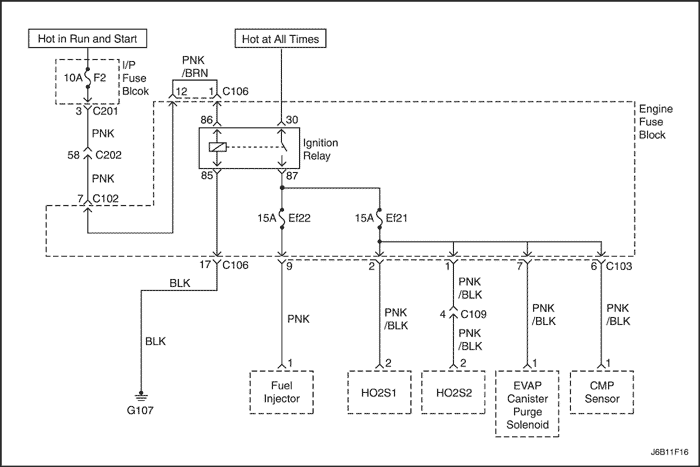 Hot in Run and Start
Hot at All Times
I/P
Fuse
Blcok
10A F2
3 C201
PNK
58 C202
PNK
7 C102
PNK
/BRN
12 1 C106
Engine
Fuse
Block
86 30
Ignition
Relay
85 87
15A Ef22
15A Ef21
17 C106
9
2
1
7
6 C103
BLK
BLK
G107
PNK
PNK
/BLK
PNK
/BLK
4 C109
PNK
/BLK
PNK
/BLK
PNK
/BLK
1
2
2
1
1
Fuel
Injector
HO2S1
HO2S2
EVAP
Canister
Purge
Solenoid
CMP
Sensor
J6B11F16